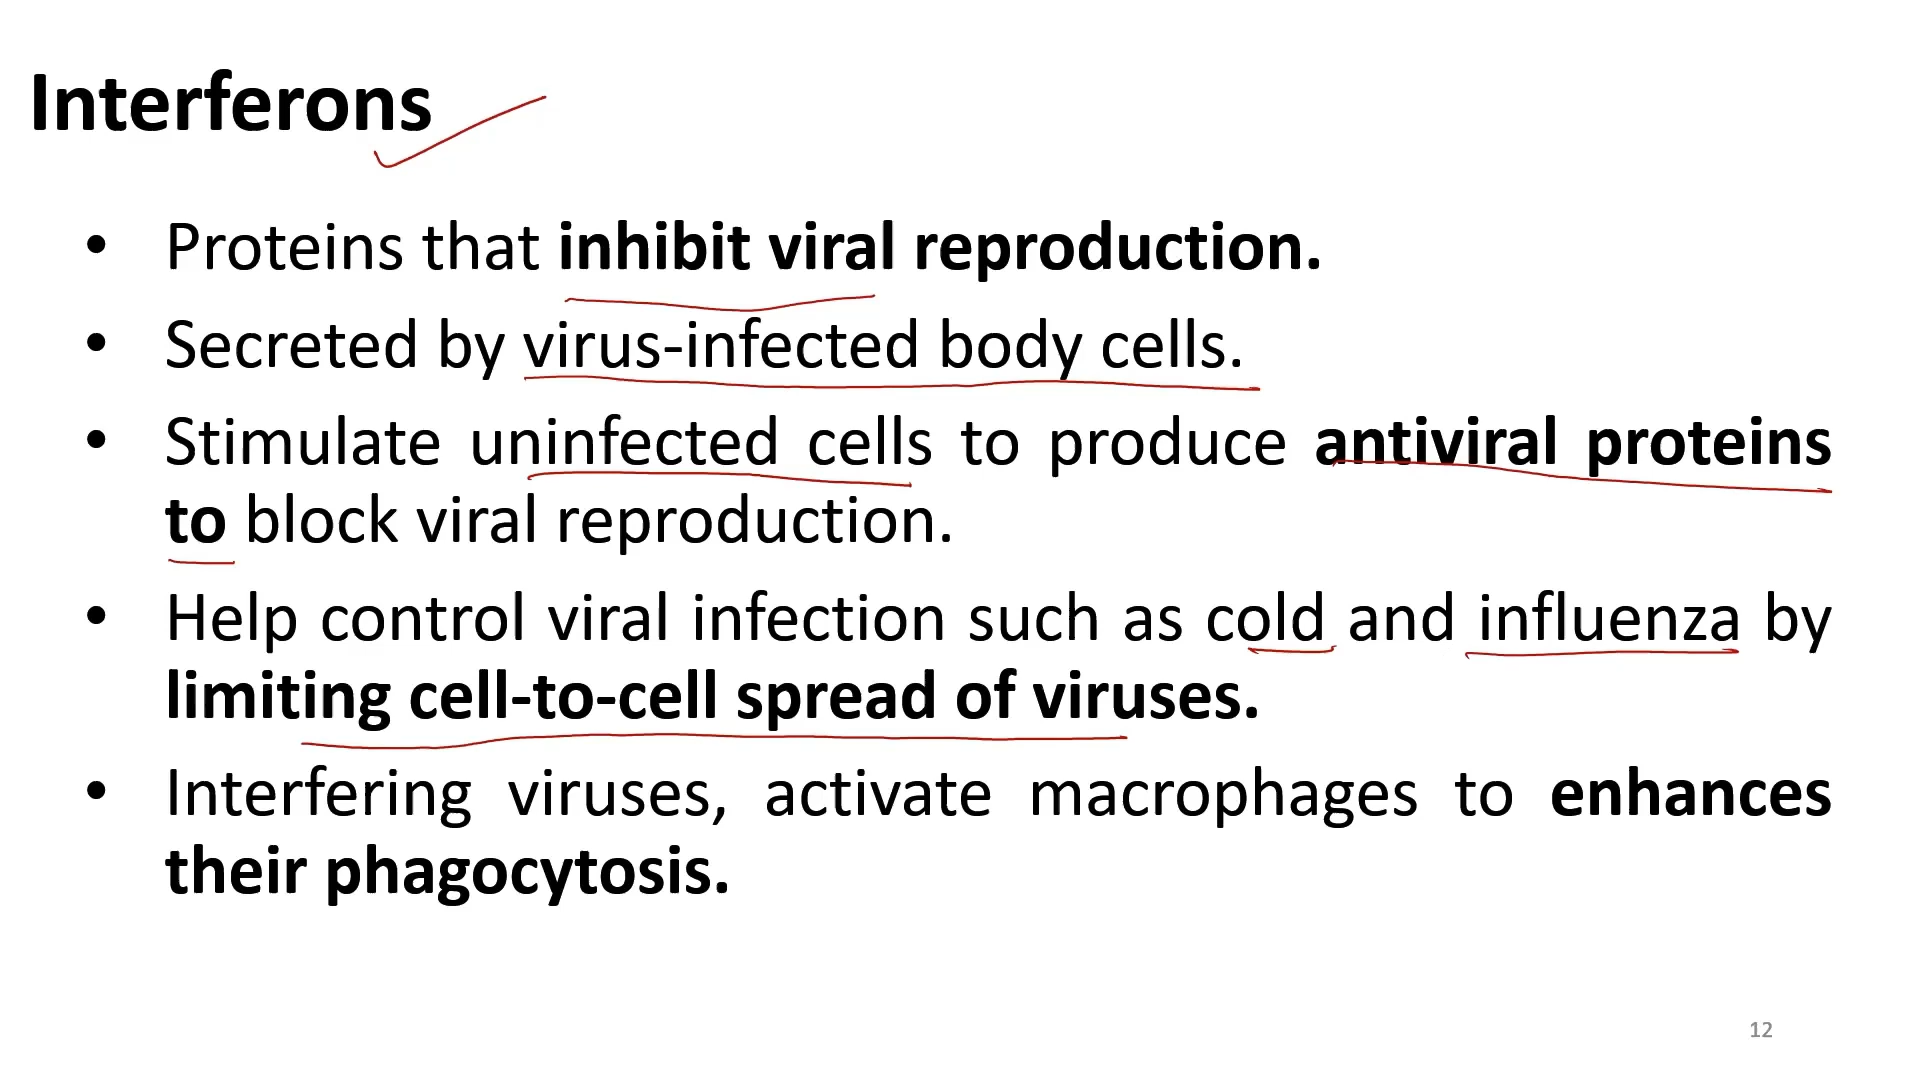 Interferons
• Proteins that inhibit viral reproduction.
• Secreted by virus-infected body cells.
• Stimulate uninfected cells to produce antiviral proteins
to block viral reproduction.
• Help control viral infection such as cold and influenza by
limiting cell-to-cell spread of viruses.
• Interfering viruses, activate macrophages to enhances
their phagocytosis.
12